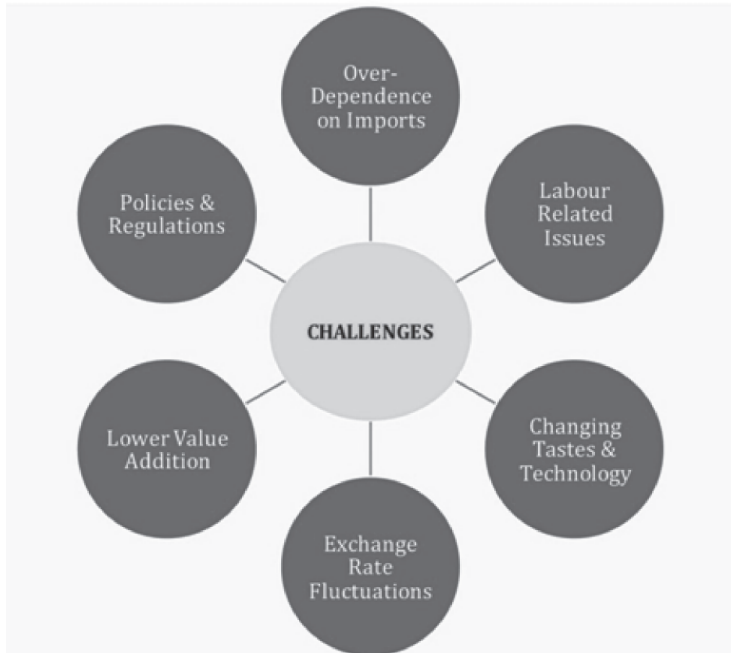 Over-
Dependence
on Imports
Policies &
Regulations
Labour
Related
Issues
CHALLENGES
Lower Value
Addition
Changing
Tastes &
Technology
Exchange
Rate
Fluctuations